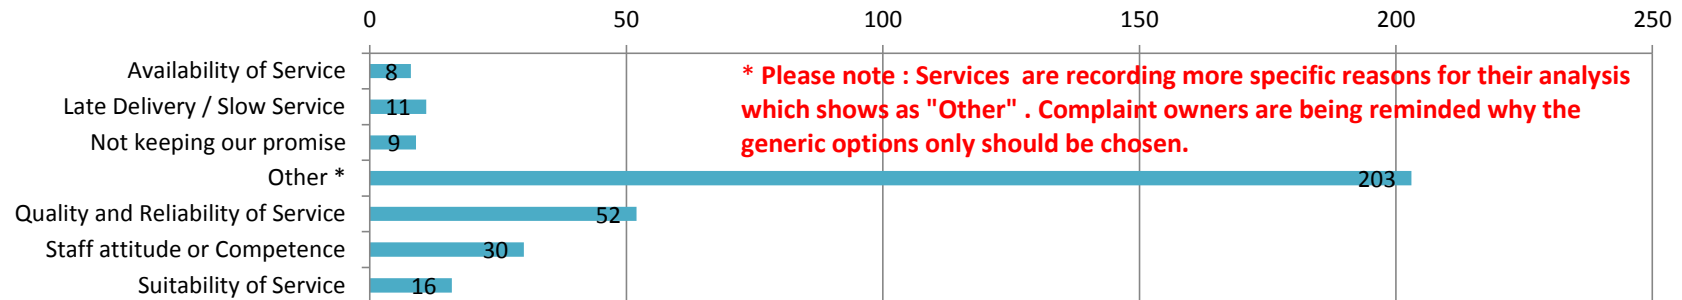 0 50 100 150 200 250
Availability of Service 8
Late Delivery / Slow Service 11
Not keeping our promise 9
Other * 203
Quality and Reliability of Service 52
Staff attitude or Competence 30
Suitability of Service 16
* Please note : Services  are recording more specific reasons for their analysis
which shows as "Other" . Complaint owners are being reminded why the
generic options only should be chosen.